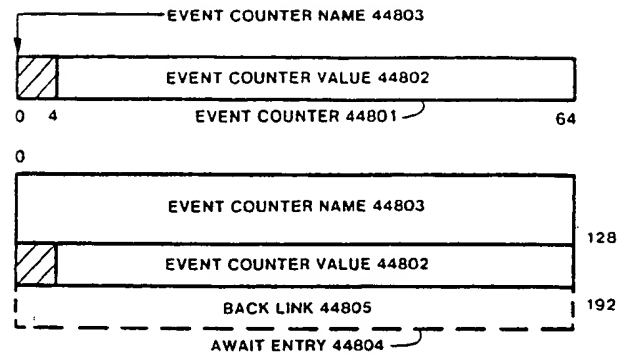 EVENT COUNTER NAME 44803
EVENT COUNTER VALUE 44802
0 4 EVENT COUNTER 44801 64
0
EVENT COUNTER NAME 44803
128
EVENT COUNTER VALUE 44802
BACK LINK 44805 192
AWAIT ENTRY 44804